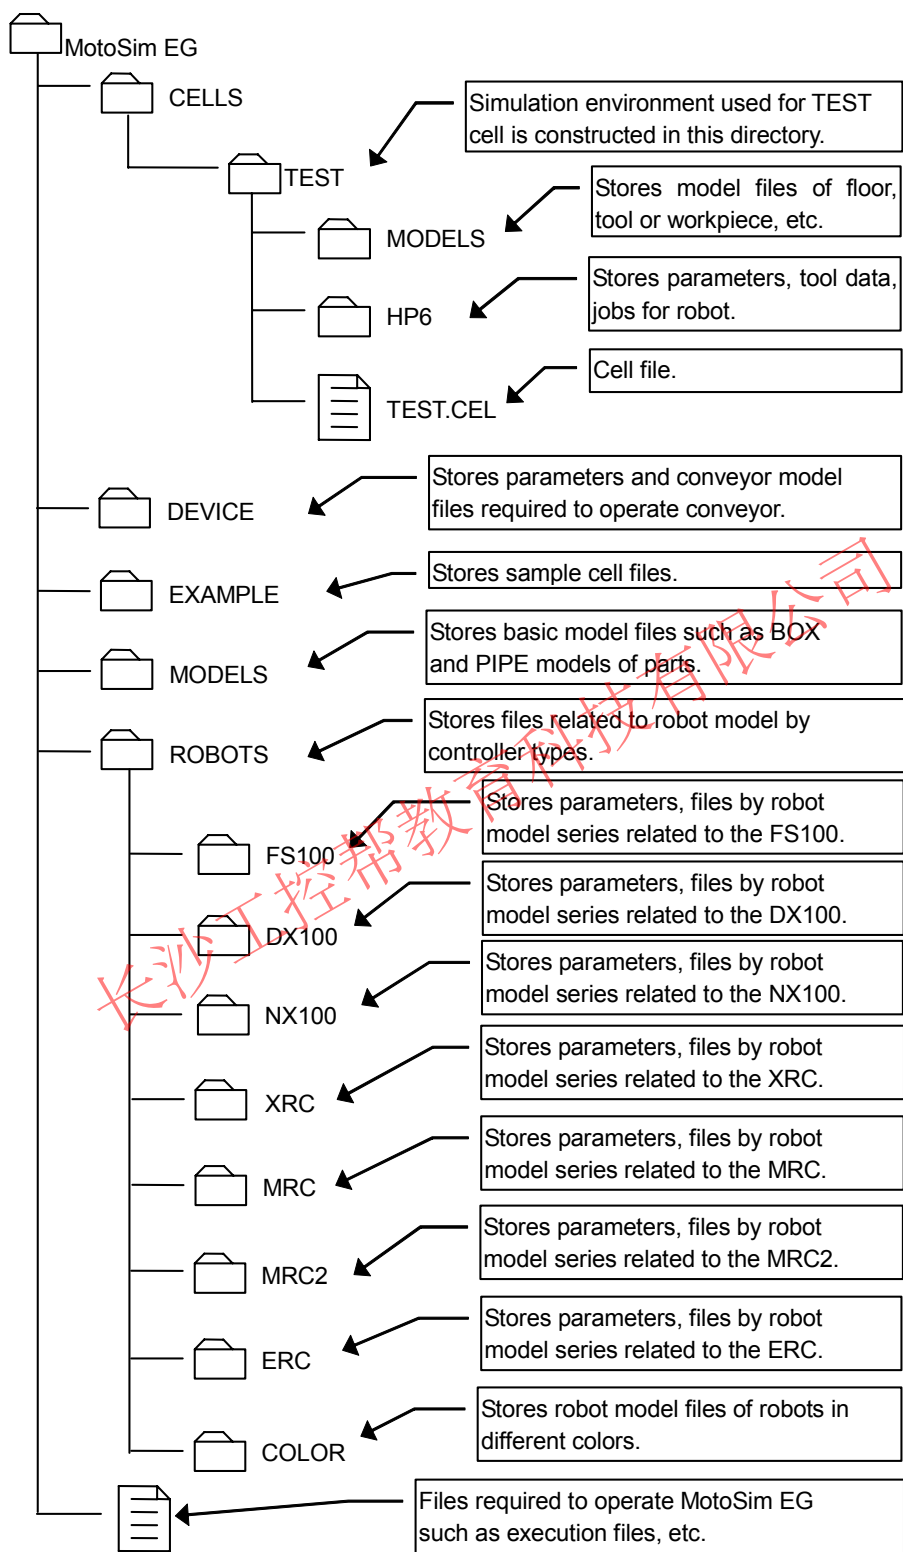 MotoSim EG
CELLS
Simulation environment used for TEST
cell is constructed in this directory.
TEST
Stores model files of floor,
tool or workpiece, etc.
MODELS
Stores parameters, tool data,
jobs for robot.
HP6
Cell file.
TEST.CEL
Stores parameters and conveyor model
files required to operate conveyor.
DEVICE
Stores sample cell files.
EXAMPLE
Stores basic model files such as BOX
and PIPE models of parts.
MODELS
Stores files related to robot model by
controller types.
ROBOTS
Stores parameters, files by robot
model series related to the FS100.
FS100
Stores parameters, files by robot
model series related to the DX100.
DX100
Stores parameters, files by robot
model series related to the NX100.
NX100
Stores parameters, files by robot
model series related to the XRC.
XRC
Stores parameters, files by robot
model series related to the MRC.
MRC
Stores parameters, files by robot
model series related to the MRC2.
MRC2
Stores parameters, files by robot
model series related to the ERC.
ERC
Stores robot model files of robots in
different colors.
COLOR
Files required to operate MotoSim EG
such as execution files, etc.
长沙工控帮教育科技有限公司